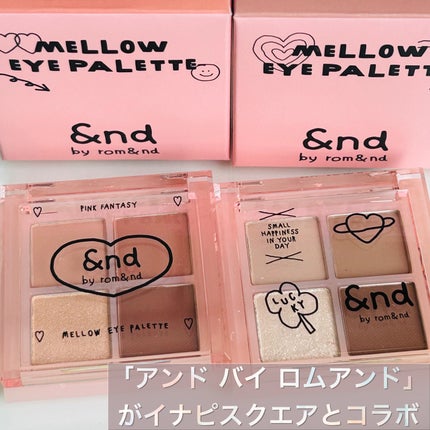 MELLOW
EYE PALETTE
&nd
by rom&nd
MELLOW
EYE PALETTE
&nd
by rom&nd
PINK FANTASY
&nd
by rom&nd
MELLOW EYE PALETTE
SMALL
HAPPINESS
IN YOUR
DAY
LUC
KY
&nd
by rom&nd
「アンド バイ ロムアンド」
がイナピスクエアとコラボ